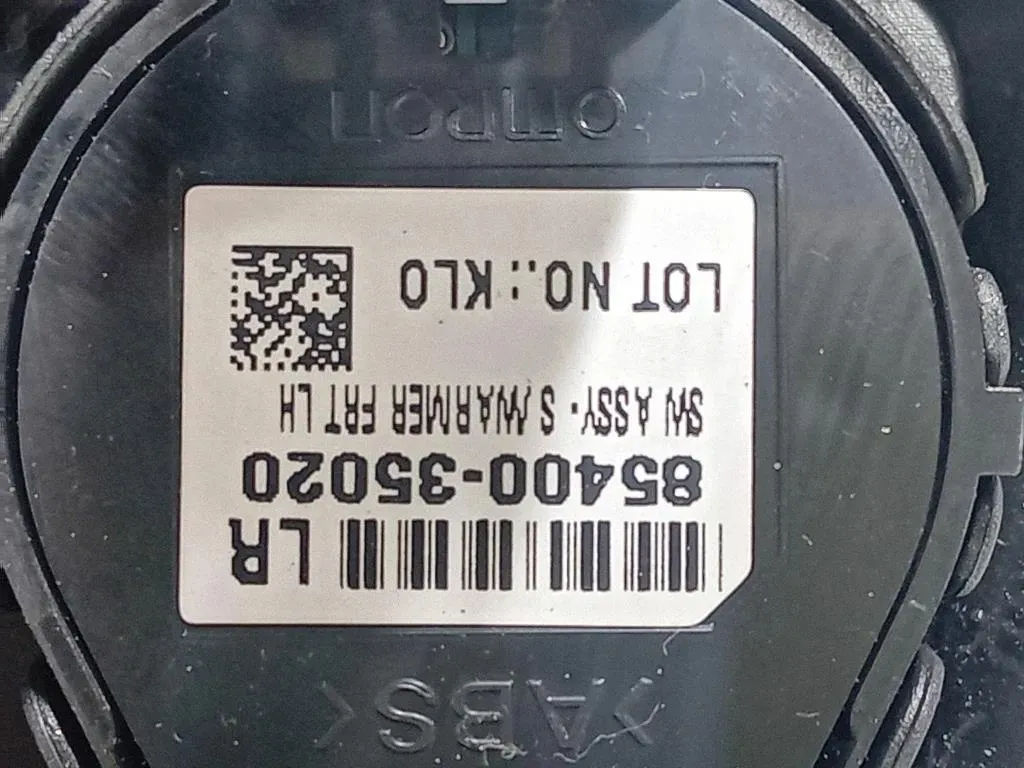 >ABS<
LR
85400-35020
SW ASSY- S/WARMER FRT LH
LOT NO.: KLO
OMRON